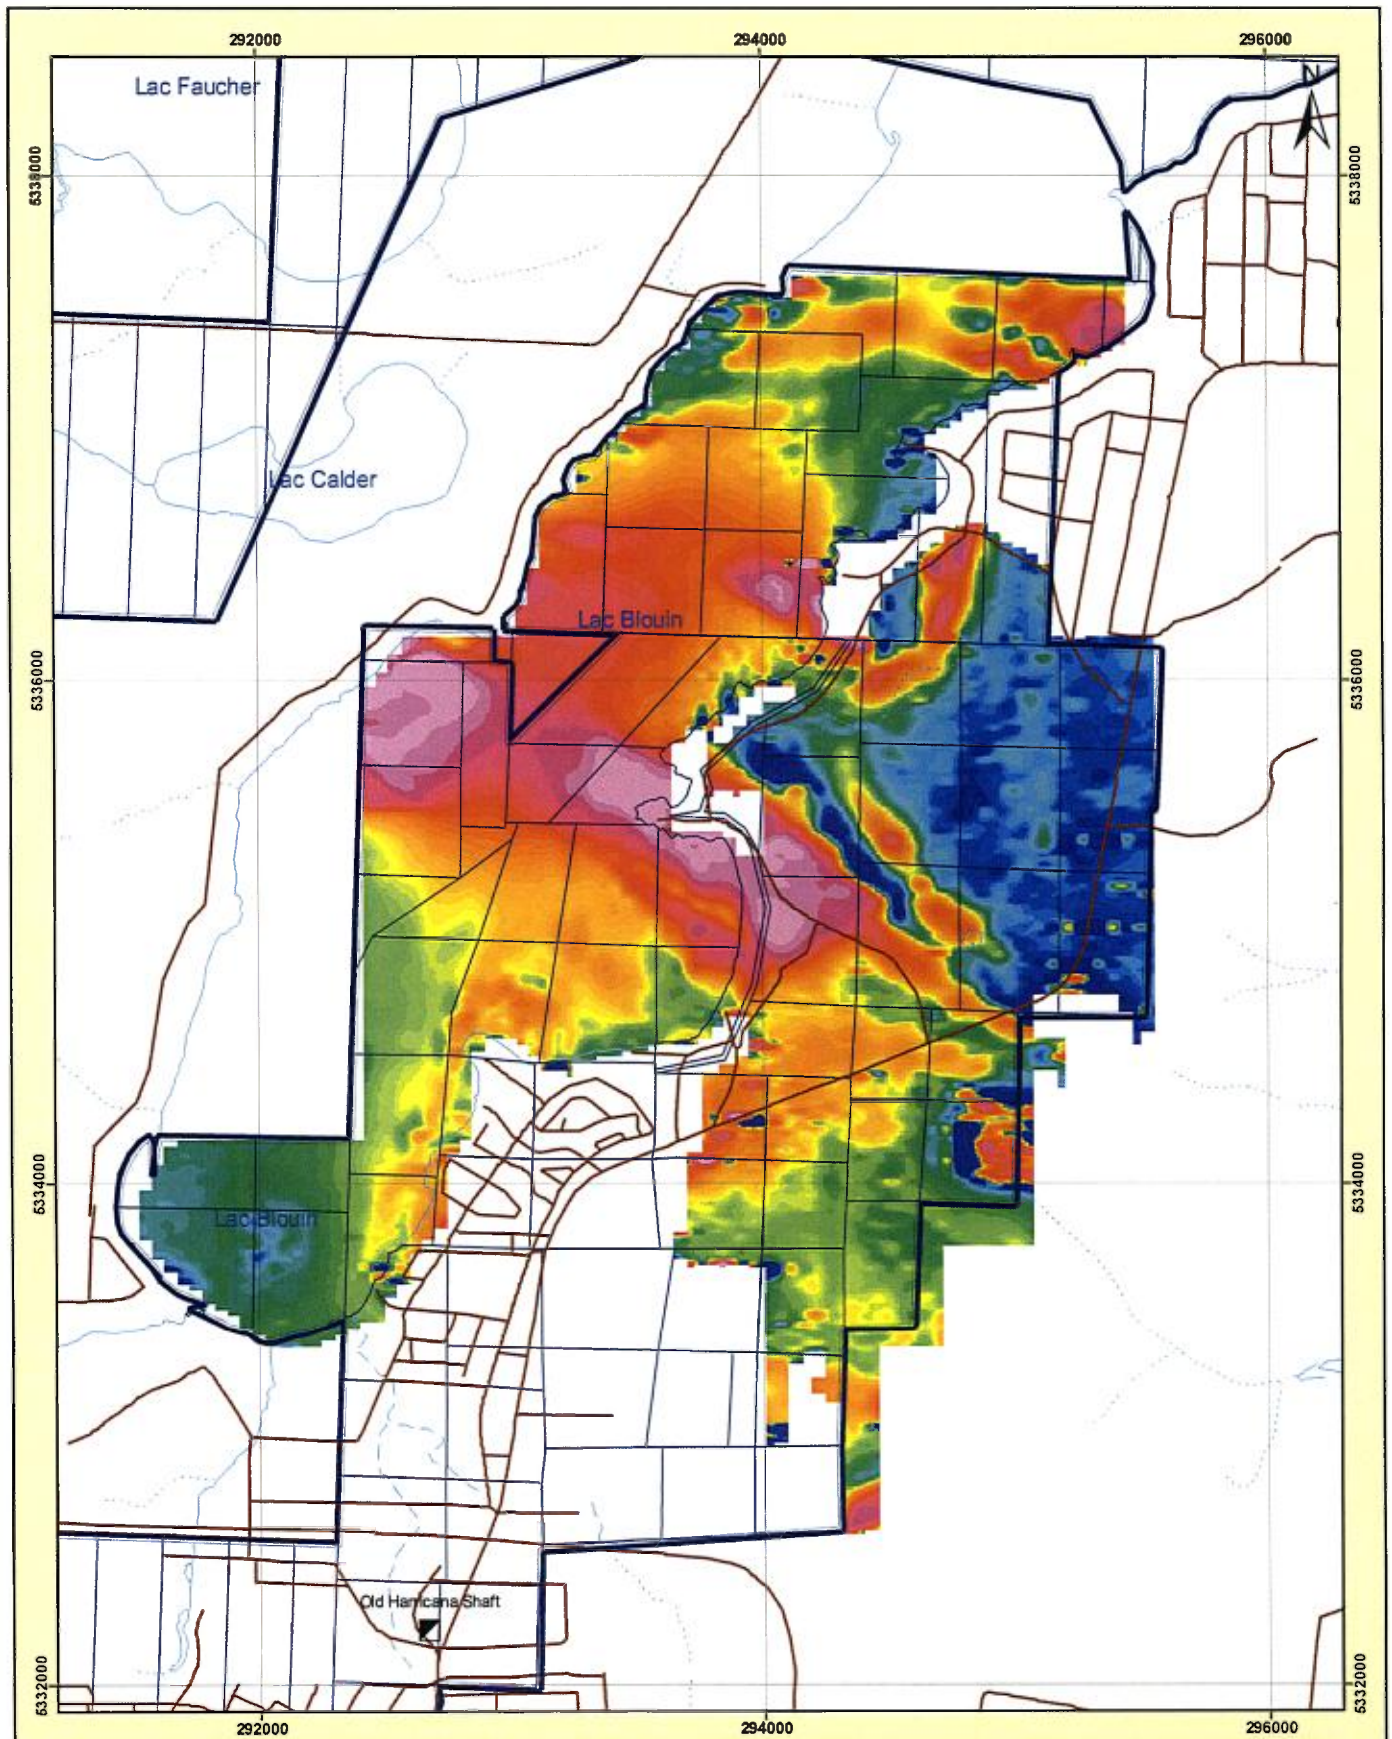 292000 294000 296000
Lac Faucher
N
5338000 5338000
Lac Calder
Lac Blouin
5336000 5336000
5334000 5334000
Lac Blouin
Old Harricana Shaft
5332000 5332000
292000 294000 296000